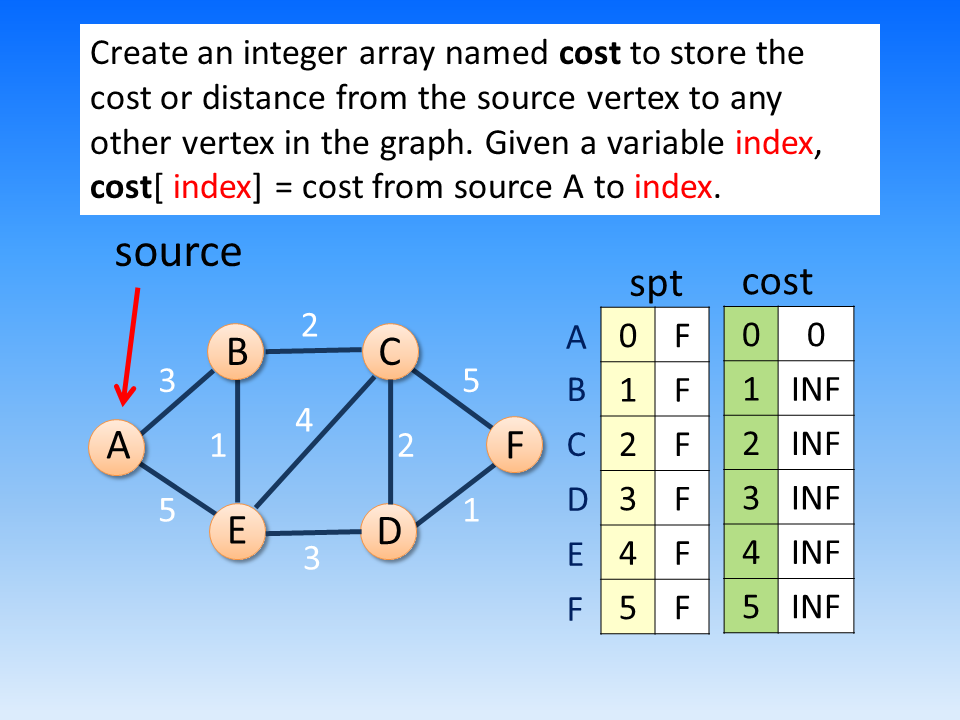 Create an integer array named cost to store the
cost or distance from the source vertex to any
other vertex in the graph. Given a variable index,
cost[ index] = cost from source A to index.
source
spt cost
2
A 0 F 0 0
B C
3 5
B 1 F 1 INF
4
A 1 2 F
C 2 F 2 INF
D 3 F 3 INF
5 1
E D
3
E 4 F 4 INF
F 5 F 5 INF